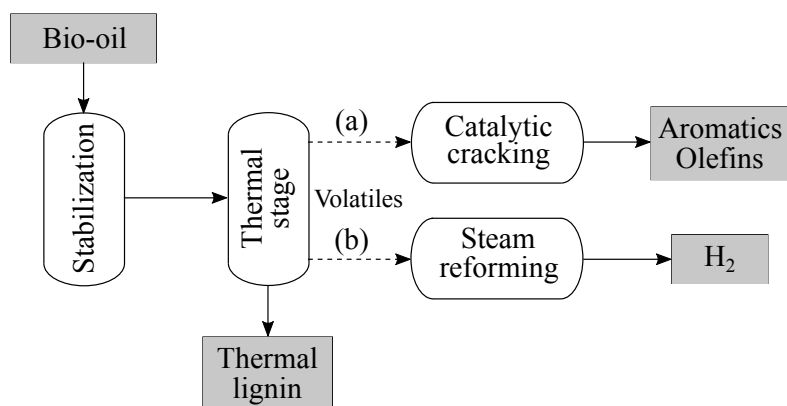 Bio-oil
Stabilization
Thermal
stage
(a)
Volatiles
(b)
Catalytic
cracking
Aromatics
Olefins
Steam
reforming
H₂
Thermal
lignin